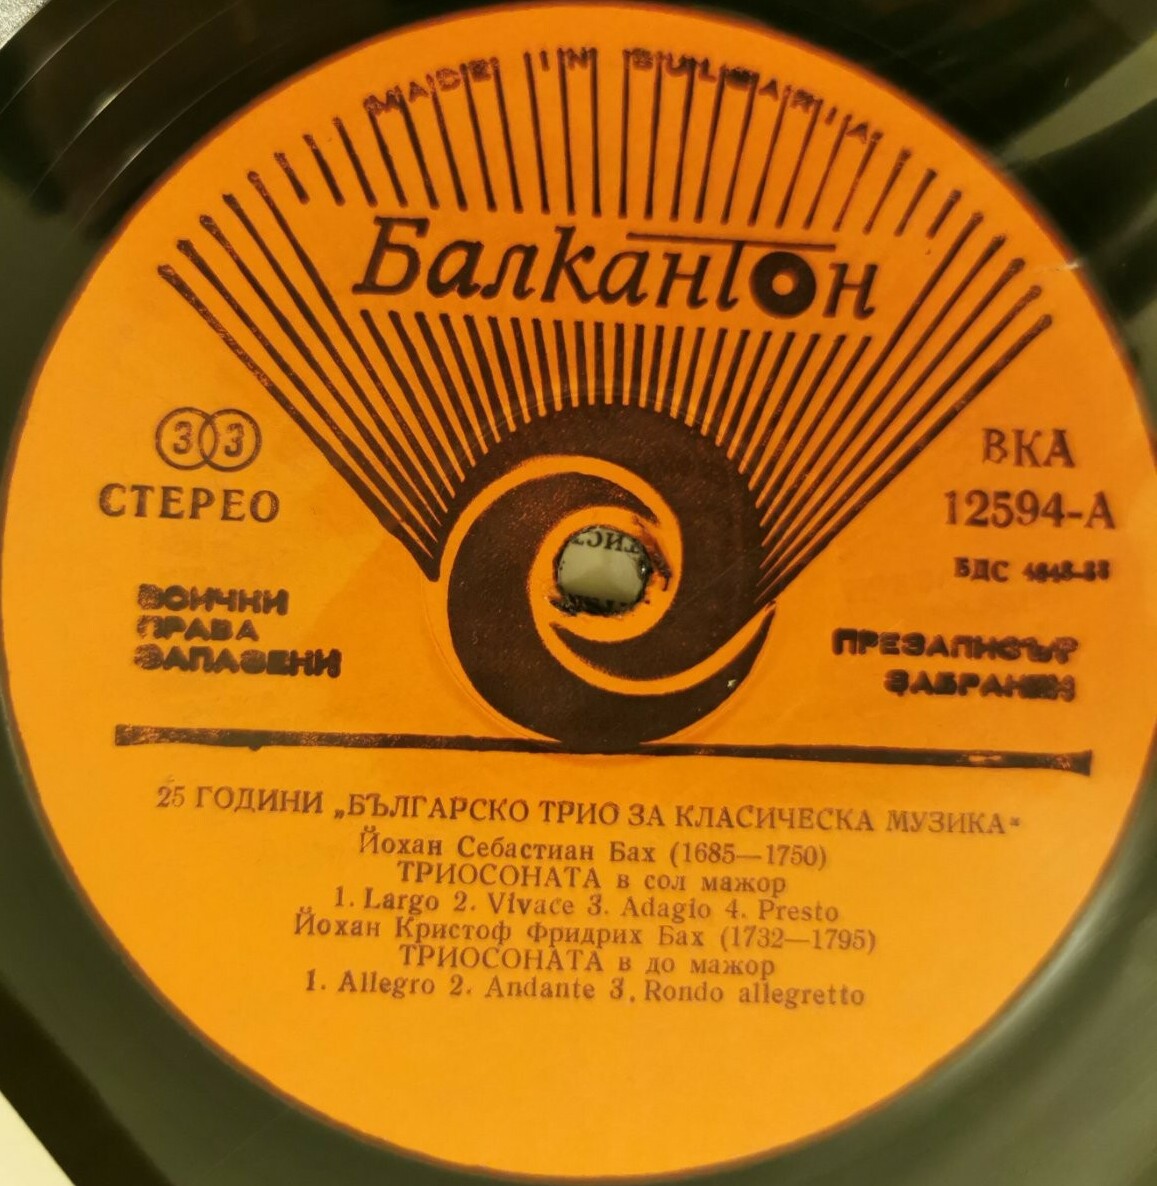 MADE IN BULGARIA
Балкантон
33
СТЕРЕО
ВКА
12594-А
БДС
ВСИЧКИ
ПРАВА
ЗАПАЗЕНИ
ПРЕЗАПИСЪТ
ЗАБРАНЕН
25 ГОДИНИ „БЪЛГАРСКО ТРИО ЗА КЛАСИЧЕСКА МУЗИКА“
Йохан Себастиан Бах (1685—1750)
ТРИОСОНАТА в сол мажор
1. Largo 2. Vivace 3. Adagio 4. Presto
Йохан Кристоф Фридрих Бах (1732—1795)
ТРИОСОНАТА в до мажор
1. Allegro 2. Andante 3. Rondo allegretto